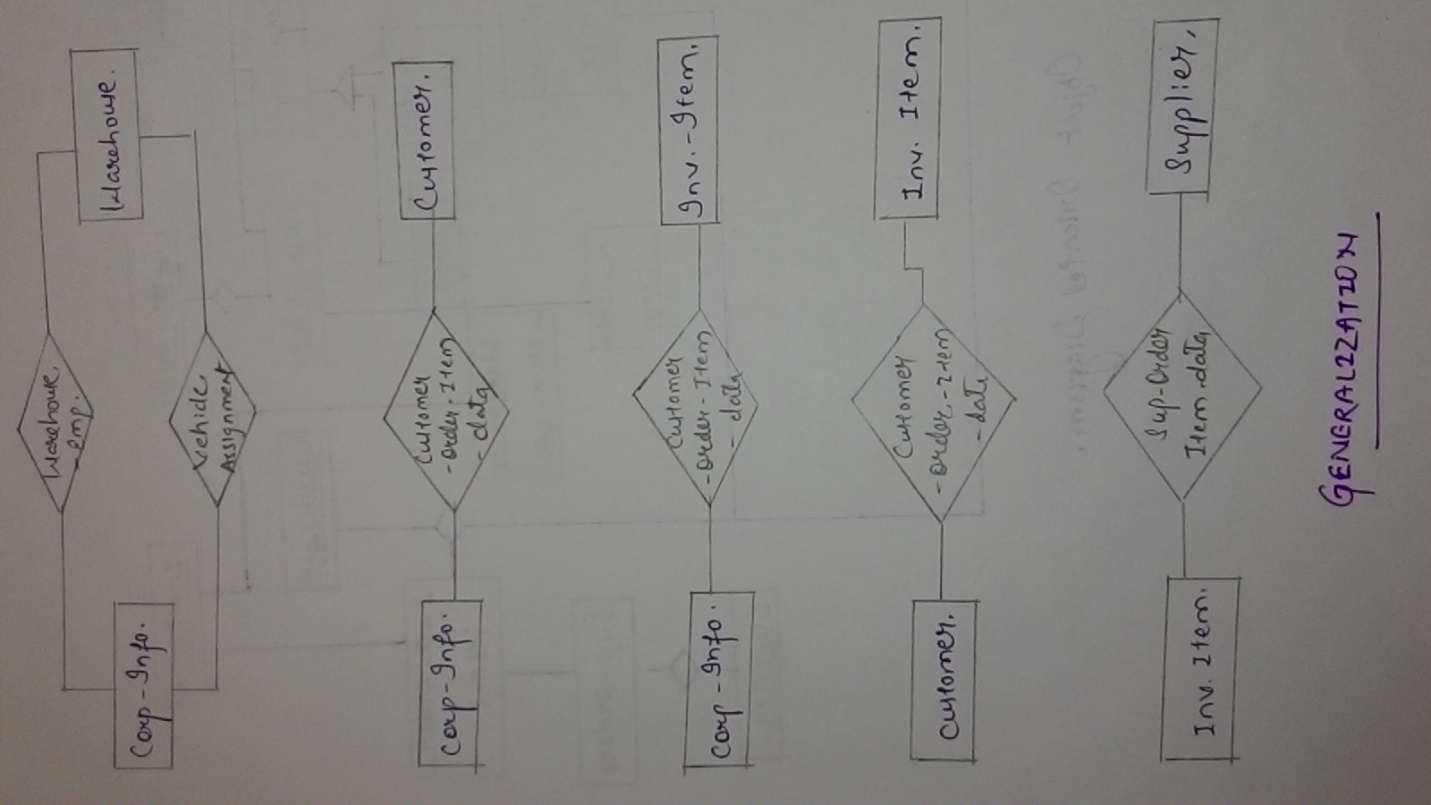 Corp-Info.
Warehouse.
-emp.
Vehicle.
Assignment
Warehouse.
Corp-Info.
Customer
-order-Item
-data
Customer.
Corp-Info.
Customer
-order-Item
-data
Inv.-Item.
Customer.
Customer
-order-Item
-data
Inv. Item.
Inv. Item.
Sup-Order
Item-data
Supplier.
GENERALIZATION